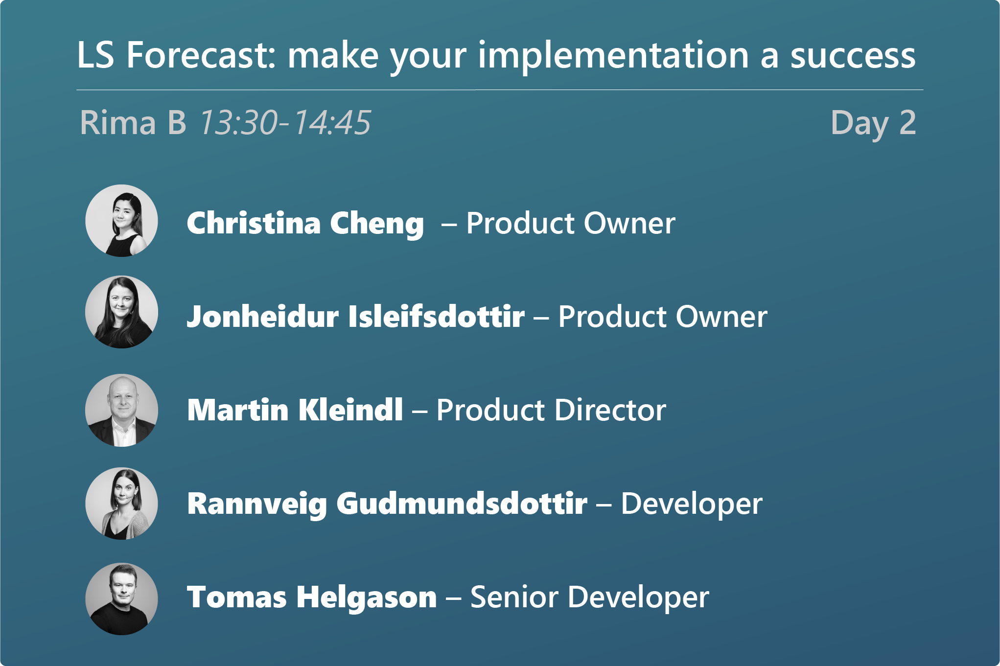 LS Forecast: make your implementation a success
Rima B 13:30-14:45 Day 2
Christina Cheng – Product Owner
Jonheidur Isleifsdottir – Product Owner
Martin Kleindl – Product Director
Rannveig Gudmundsdottir – Developer
Tomas Helgason – Senior Developer